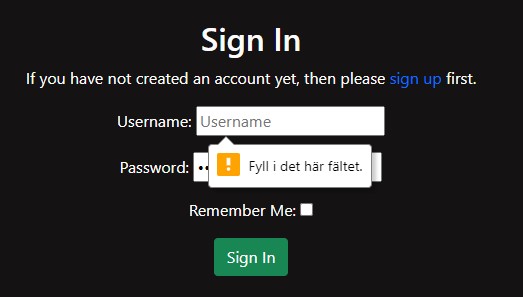 Sign In
If you have not created an account yet, then please sign up first.
Username: Username
Fyll i det här fältet.
Password: ••
Remember Me:
Sign In